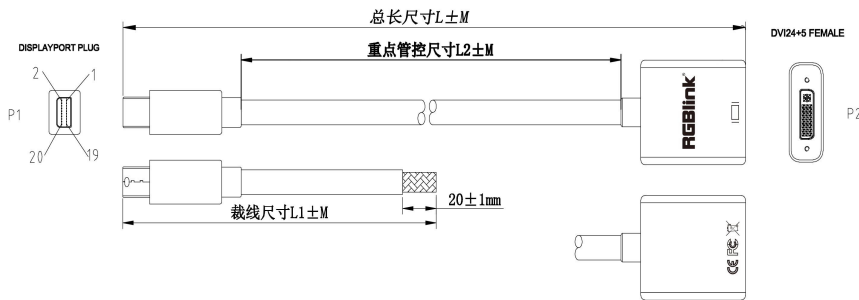 总长尺寸L±M
重点管控尺寸L2±M
DISPLAYPORT PLUG
2 1
P1
20 19
RGBlink®
DVI24+5 FEMALE
P2
裁线尺寸L1±M
20±1mm
CE FC